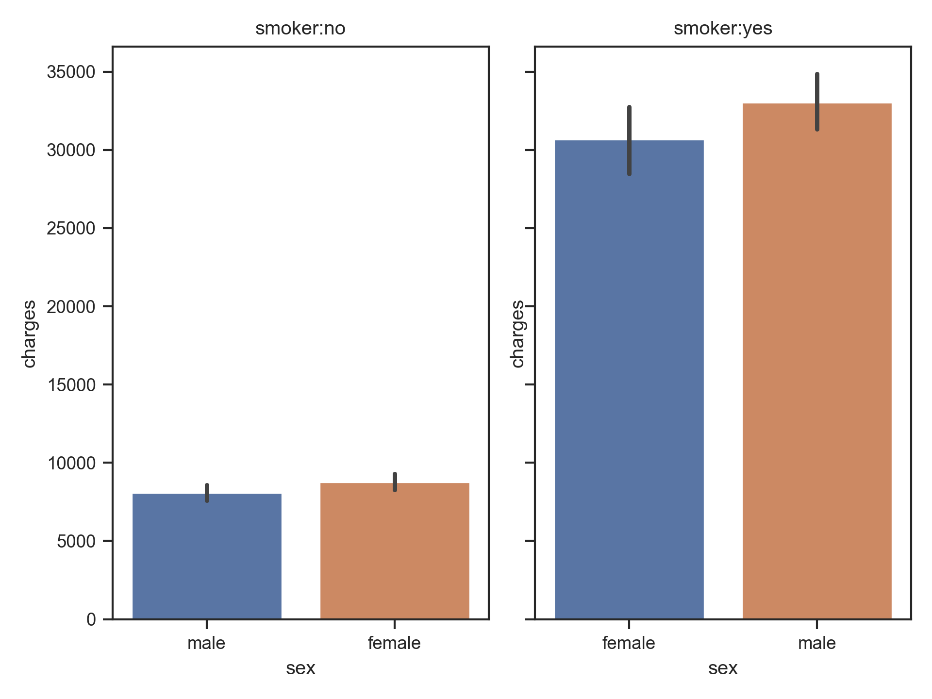 smoker:no
35000
30000
25000
20000
15000
10000
5000
0
charges
male
female
sex
smoker:yes
charges
female
male
sex